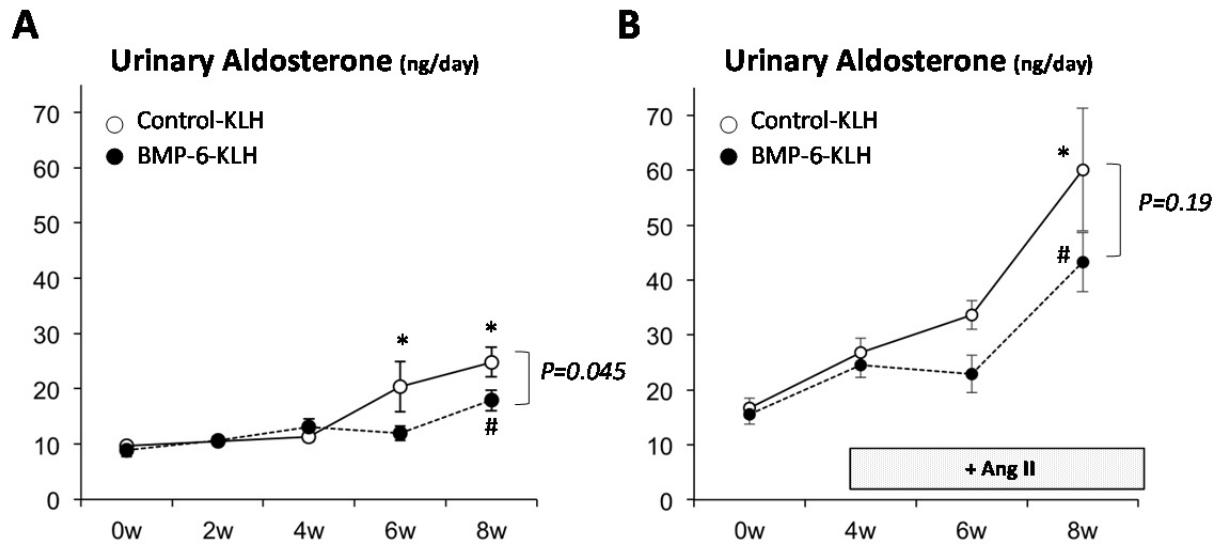 A
Urinary Aldosterone (ng/day)
70
60
50
40
30
20
10
0
Control-KLH
BMP-6-KLH
*
*
#
P=0.045
0w 2w 4w 6w 8w
B
Urinary Aldosterone (ng/day)
70
60
50
40
30
20
10
0
Control-KLH
BMP-6-KLH
*
#
P=0.19
+ Ang II
0w 4w 6w 8w